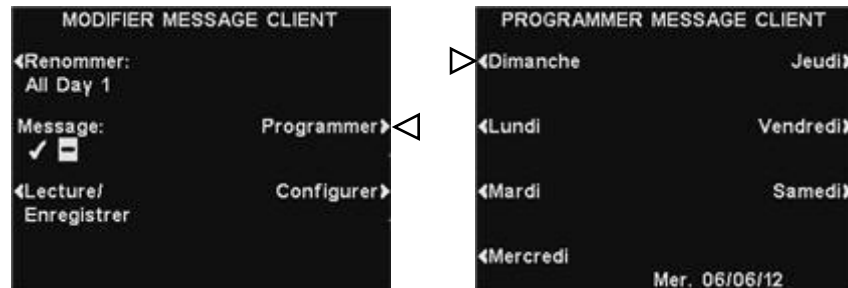 MODIFIER MESSAGE CLIENT
Renommer:
All Day 1
Message:
Programmer
Lecture/
Enregistrer
Configurer
PROGRAMMER MESSAGE CLIENT
Dimanche
Jeudi
Lundi
Vendredi
Mardi
Samedi
Mercredi
Mer. 06/06/12